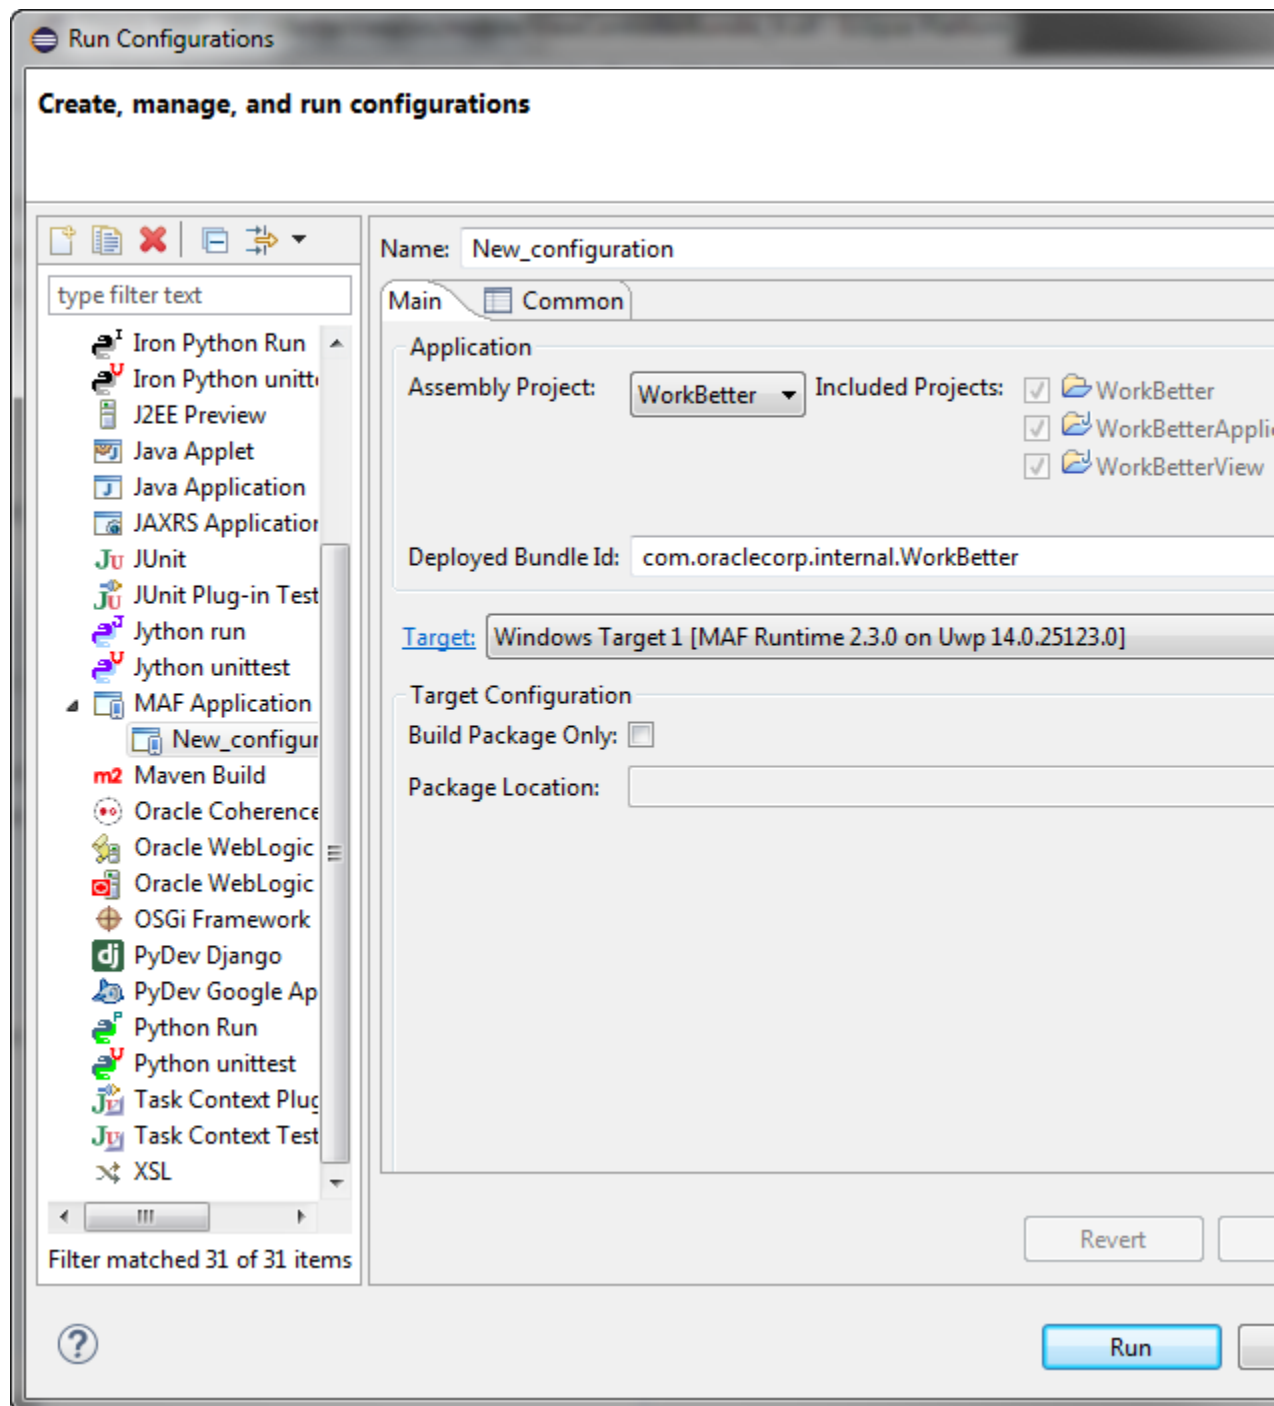 Run Configurations
Create, manage, and run configurations
Name: New_configuration
type filter text
Main Common
Iron Python Run
Iron Python unitt
J2EE Preview
Java Applet
Java Application
JAXRS Application
JUnit
JUnit Plug-in Test
Jython run
Jython unittest
MAF Application
New_configur
m2 Maven Build
Oracle Coherence
Oracle WebLogic
Oracle WebLogic
OSGi Framework
dj PyDev Django
PyDev Google Ap
Python Run
Python unittest
Task Context Plug
Task Context Test
XSL
Filter matched 31 of 31 items
Application
Assembly Project: WorkBetter Included Projects: WorkBetter
WorkBetterAppli
WorkBetterView
Deployed Bundle Id: com.oraclecorp.internal.WorkBetter
Target: Windows Target 1 [MAF Runtime 2.3.0 on Uwp 14.0.25123.0]
Target Configuration
Build Package Only:
Package Location:
Revert
Run